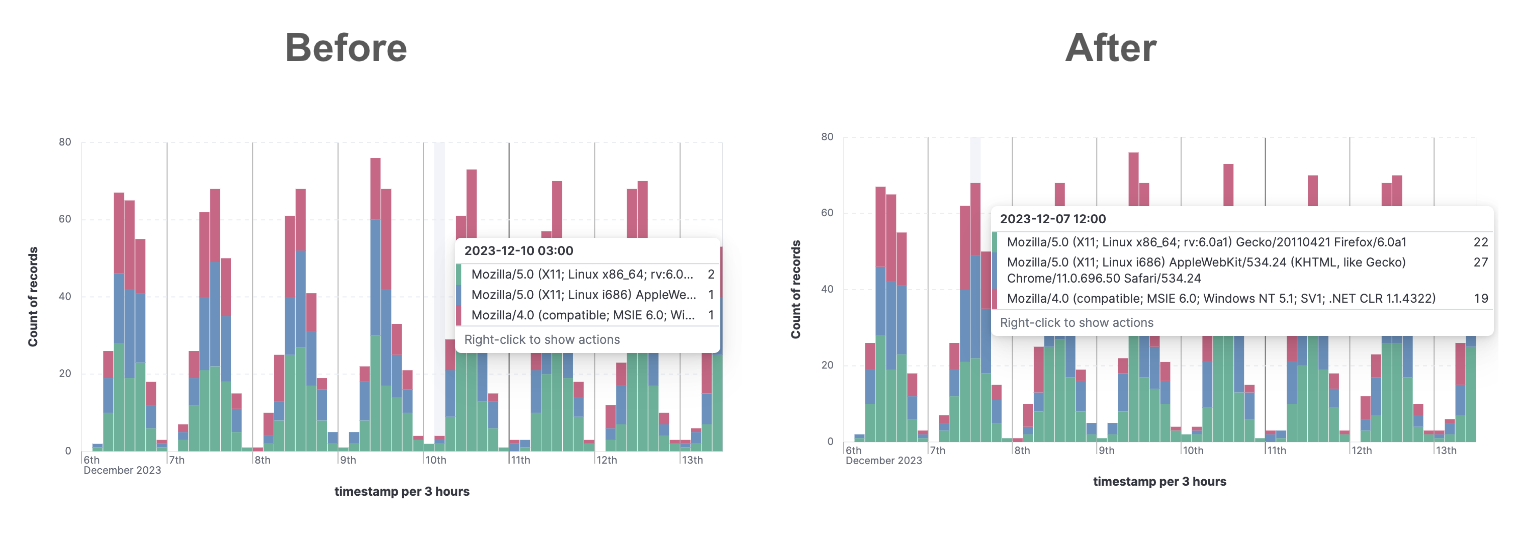 Before
After
80
60
40
20
0
Count of records
2023-12-10 03:00
Mozilla/5.0 (X11; Linux x86_64; rv:6.0... 2
Mozilla/5.0 (X11; Linux i686) AppleWe... 1
Mozilla/4.0 (compatible; MSIE 6.0; Wi... 1
Right-click to show actions
6th 7th 8th 9th 10th 11th 12th 13th
December 2023
timestamp per 3 hours
80
60
40
20
0
Count of records
2023-12-07 12:00
Mozilla/5.0 (X11; Linux x86_64; rv:6.0a1) Gecko/20110421 Firefox/6.0a1 22
Mozilla/5.0 (X11; Linux i686) AppleWebKit/534.24 (KHTML, like Gecko) 27
Chrome/11.0.696.50 Safari/534.24
Mozilla/4.0 (compatible; MSIE 6.0; Windows NT 5.1; SV1; .NET CLR 1.1.4322) 19
Right-click to show actions
6th 7th 8th 9th 10th 11th 12th 13th
December 2023
timestamp per 3 hours